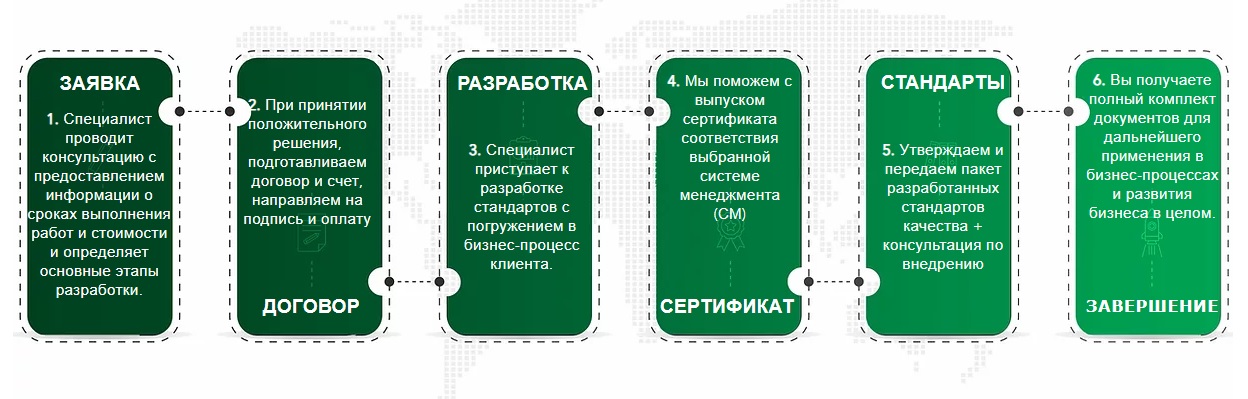 ЗАЯВКА
1. Специалист
проводит
консультацию с
предоставлением
информации о
сроках выполнения
работ и стоимости
и определяет
основные этапы
разработки.
2. При принятии
положительного
решения,
подготавливаем
договор и счет,
направляем на
подпись и оплату
ДОГОВОР
РАЗРАБОТКА
3. Специалист
приступает к
разработке
стандартов с
погружением в
бизнес-процесс
клиента.
4. Мы поможем с
выпуском
сертификата
соответствия
выбранной
системе
менеджмента
(СМ)
СЕРТИФИКАТ
СТАНДАРТЫ
5. Утверждаем и
передаем пакет
разработанных
стандартов
качества +
консультация по
внедрению
6. Вы получаете
полный комплект
документов для
дальнейшего
применения в
бизнес-процессах
и развития
бизнеса в целом.
ЗАВЕРШЕНИЕ